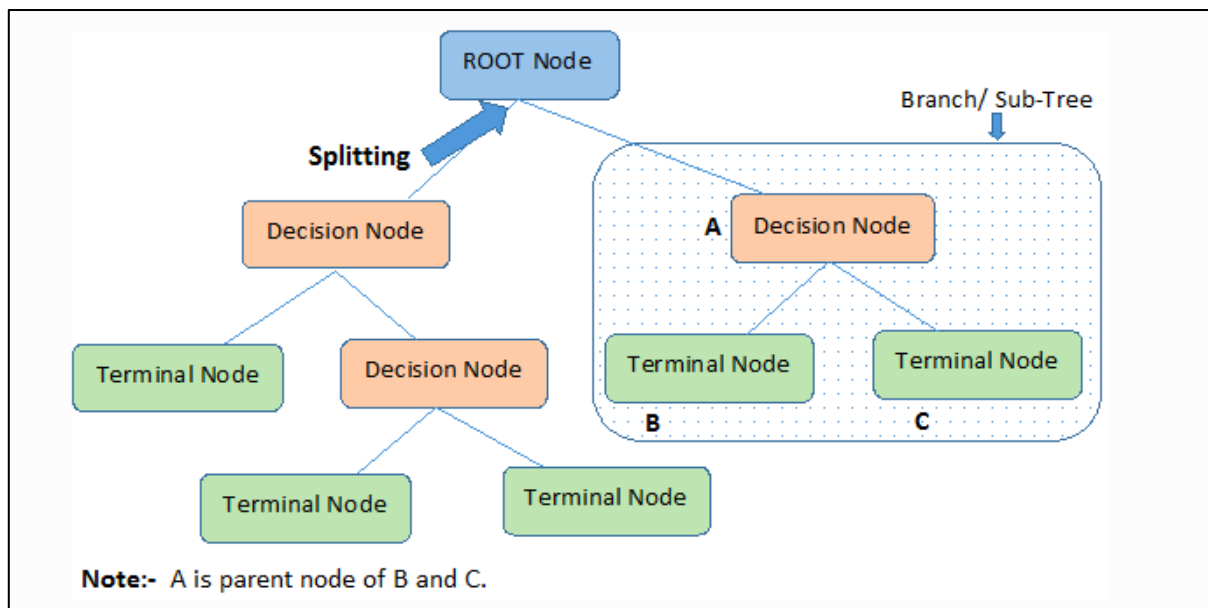 ROOT Node
Branch/ Sub-Tree
Splitting
Decision Node
A
Decision Node
Terminal Node
Decision Node
Terminal Node
Terminal Node
B
C
Terminal Node
Terminal Node
Note:- A is parent node of B and C.